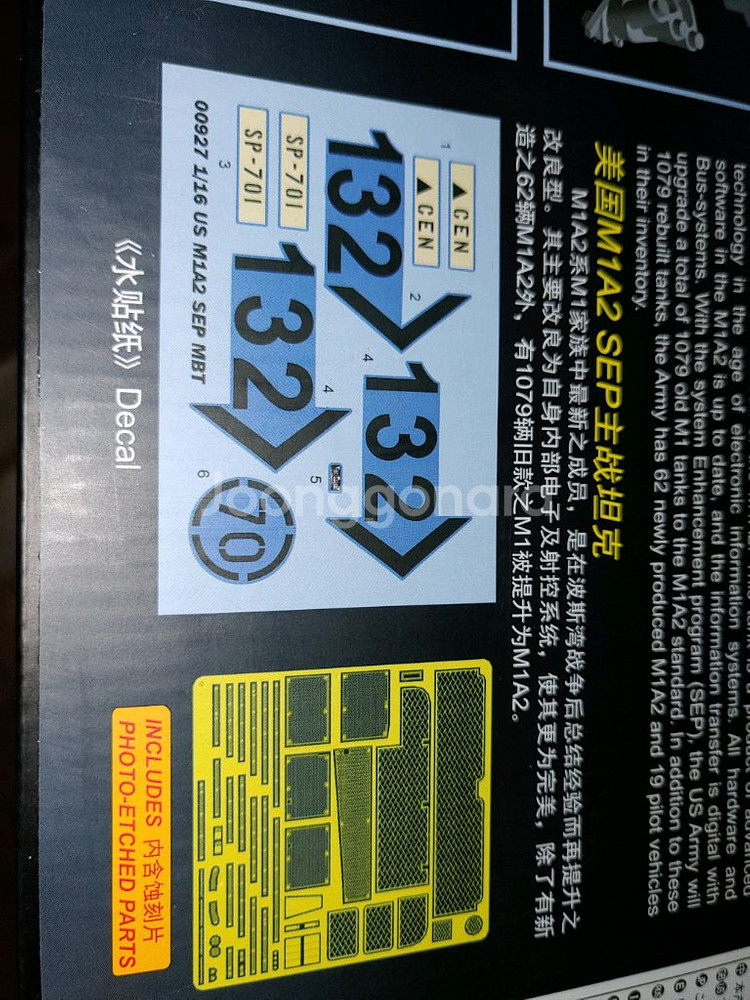 technology in the age of electronic information systems. All hardware and
software in the M1A2 is up to date, and the information transfer is digital with
Bus-systems. With the system Enhancement program (SEP), the US Army will
upgrade a total of 1079 old M1 tanks to the M1A2 standard. In addition to these
1079 rebuilt tanks, the Army has 62 newly produced M1A2 and 19 pilot vehicles
in their inventory.
美国M1A2 SEP主战坦克
M1A2系M1家族中最新之成员，是在波斯湾战争后总结经验而再提升之
改良型。其主要改良为自身内部电子及射控系统，使其更为完美，除了有新
造之62辆M1A2外，有1079辆旧款之M1被提升为M1A2。
1
▲CEN
▲CEN
2
132
4
132
5
SP-701
SP-701
3
132
4
70
6
00927 1/16 US M1A2 SEP MBT
《水贴纸》 Decal
INCLUDES 内含蚀刻片
PHOTO-ETCHED PARTS
Joonggonara